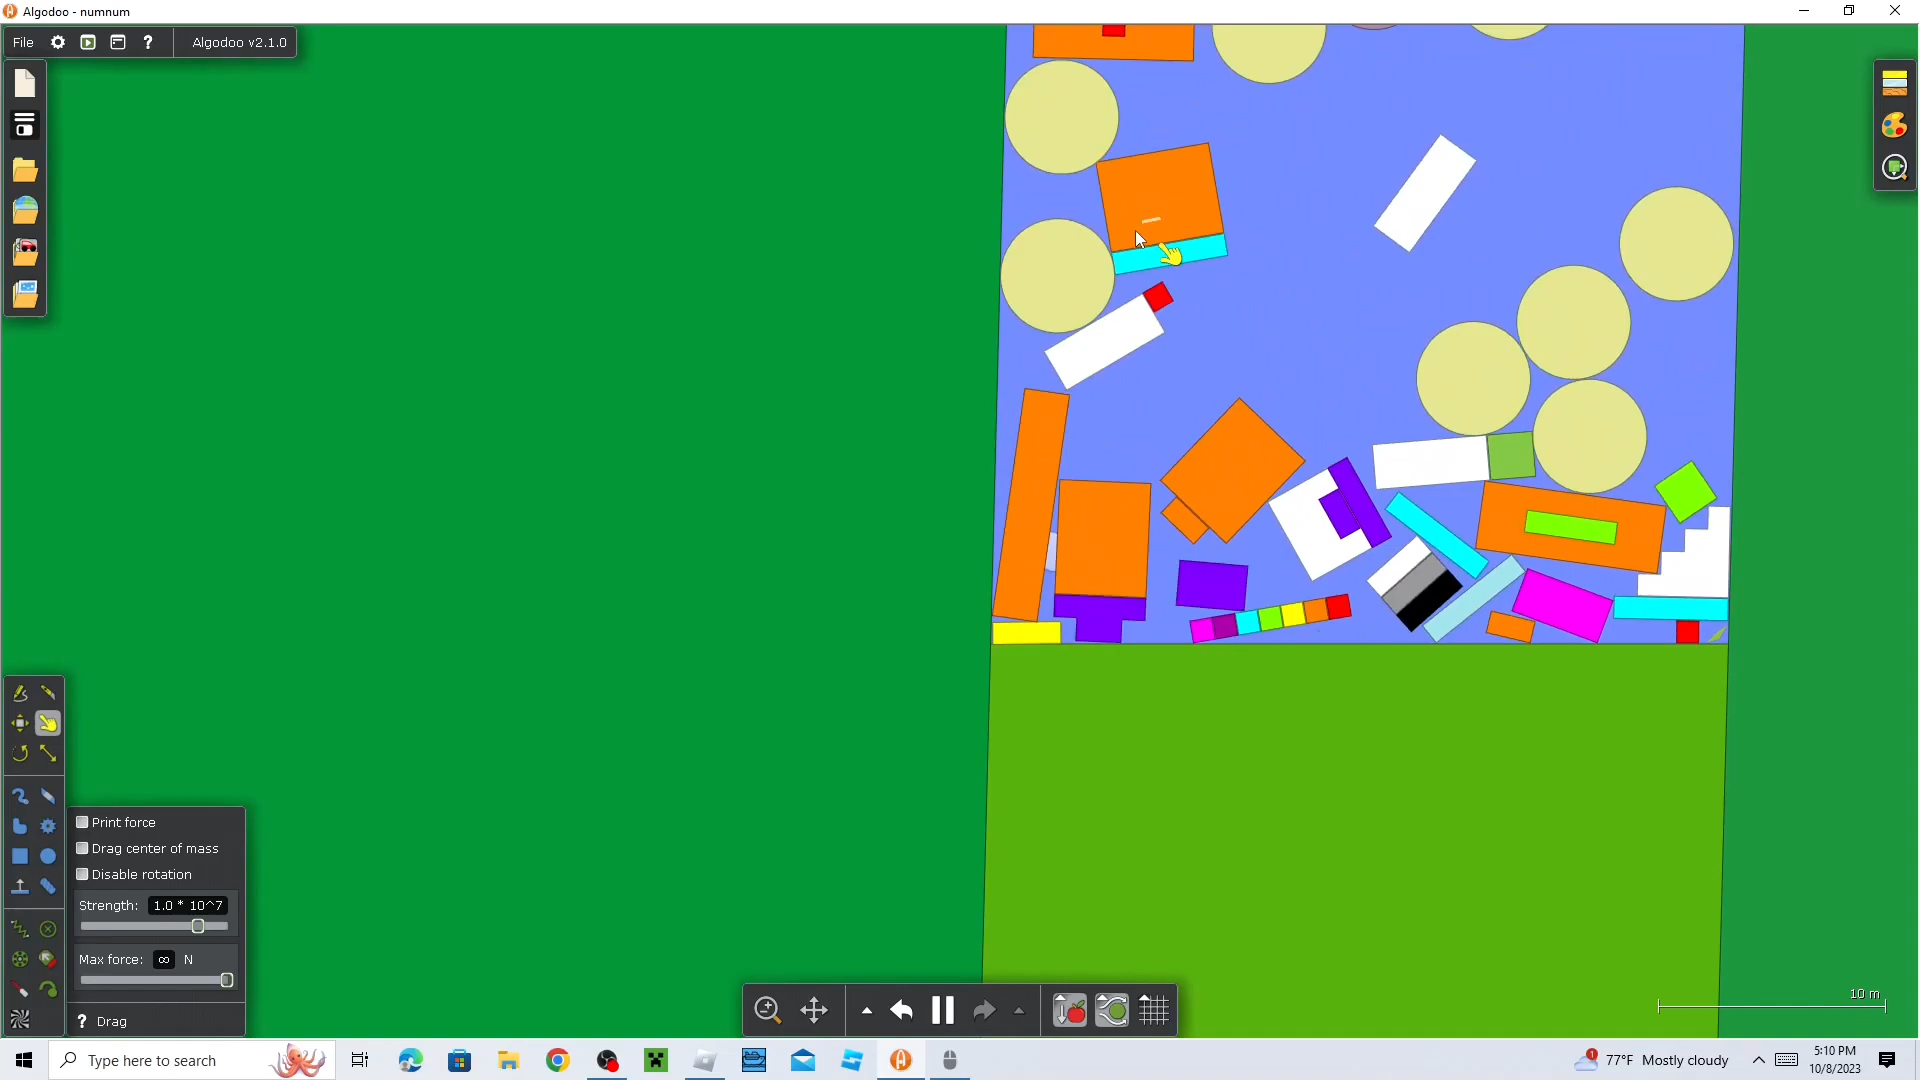 Algodoo - numnum
File
?
Algodoo v2.1.0
Print force
Drag center of mass
Disable rotation
Strength: 1.0 * 10^7
Max force: ∞ N
? Drag
10 m
Type here to search
1
77°F Mostly cloudy
5:10 PM
10/8/2023